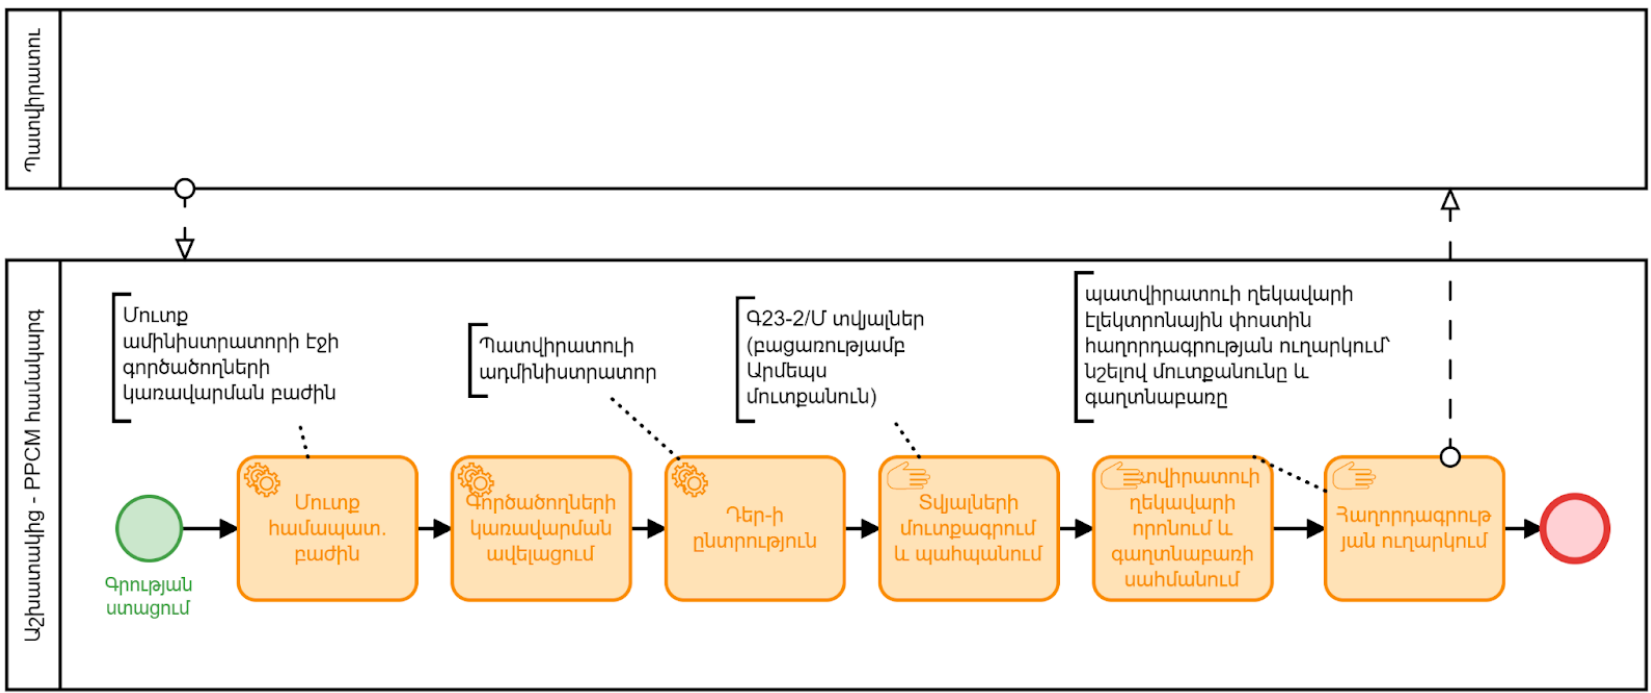 Պատվիրատու
Աշխատակից - PPCM համակարգ
Մուտք
ամինիստրատորի էջի
գործածողների
կառավարման բաժին
Պատվիրատուի
ադմինիստրատոր
Գ23-2/Մ տվյալներ
(բացառությամբ
Արմեպս
մուտքանուն)
պատվիրատուի ղեկավարի
էլեկտրոնային փոստին
հաղորդագրության ուղարկում՝
նշելով մուտքանունը և
գաղտնաբառը
Գրության
ստացում
Մուտք
համապատ.
բաժին
Գործածողների
կառավարման
ավելացում
Դեր-ի
ընտրություն
Տվյալների
մուտքագրում
և պահպանում
տվիրատուի
ղեկավարի
որոնում և
գաղտնաբառի
սահմանում
Հաղորդագրութ
յան ուղարկում